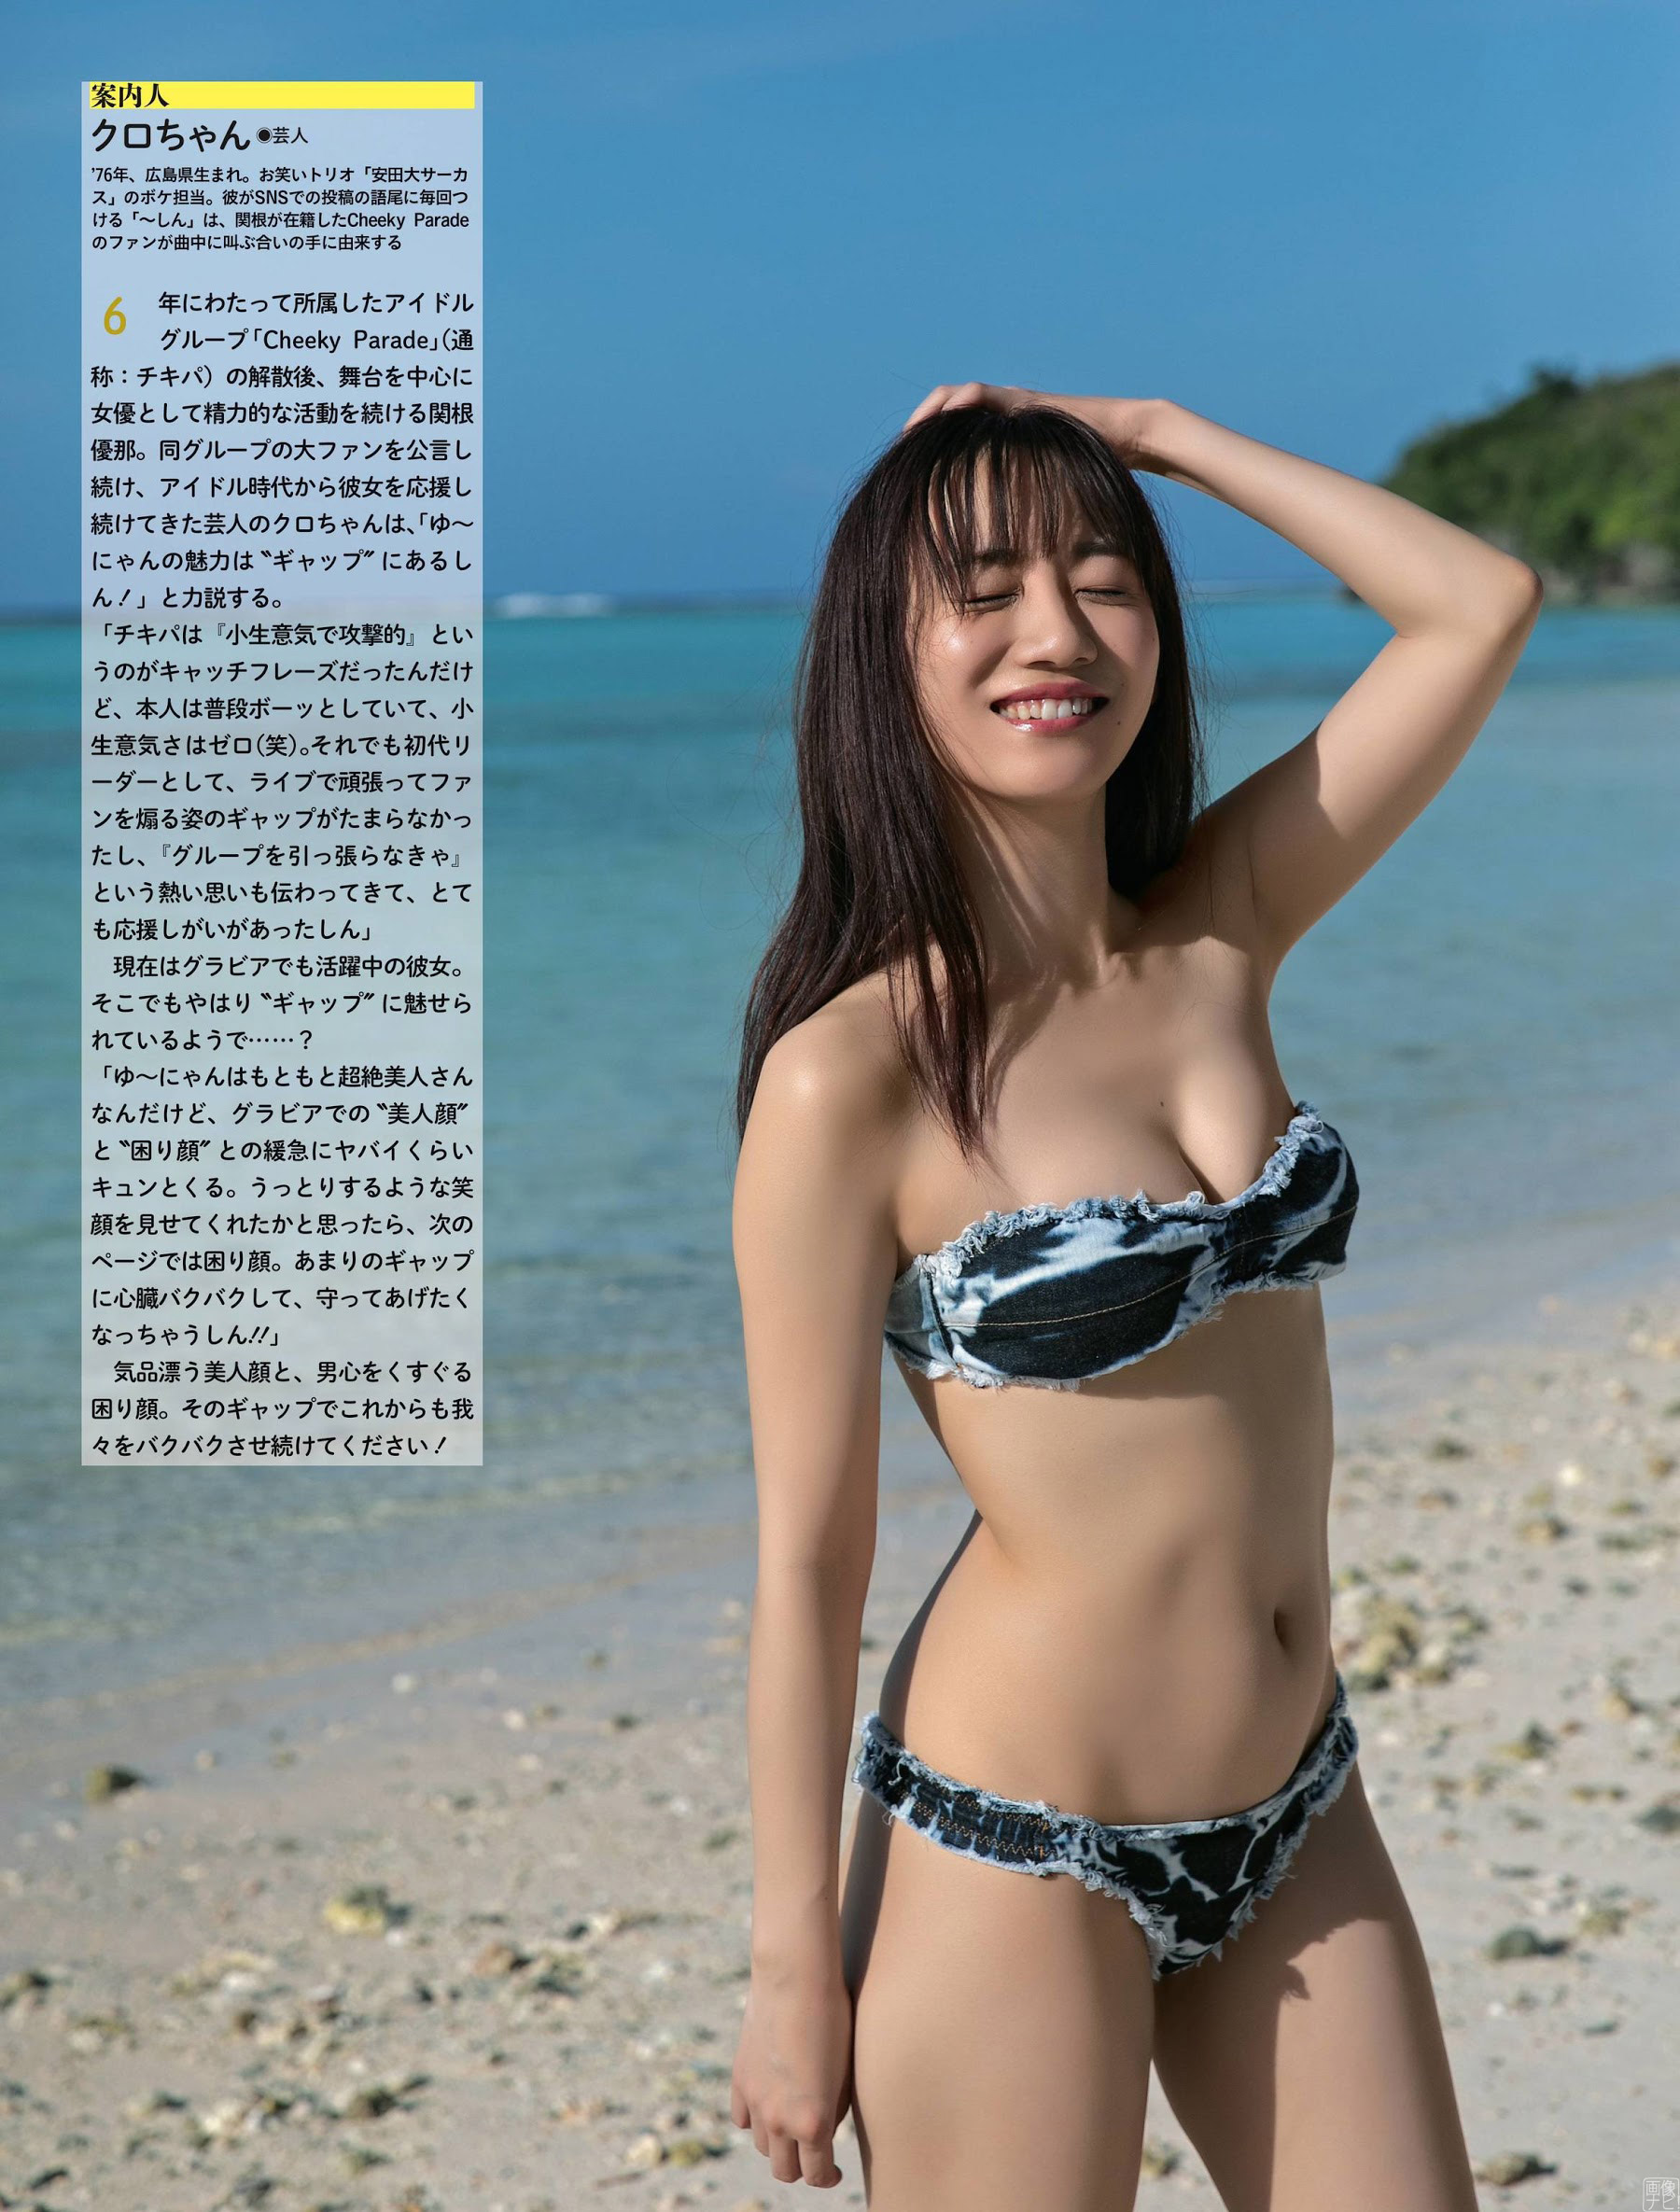 案内人
クロちゃん◉芸人
’76年、広島県生まれ。お笑いトリオ「安田大サーカ
ス」のボケ担当。彼がSNSでの投稿の語尾に毎回つ
ける「〜しん」は、関根が在籍したCheeky Parade
のファンが曲中に叫ぶ合いの手に由来する
6年にわたって所属したアイドル
グループ「Cheeky Parade」（通
称：チキパ）の解散後、舞台を中心に
女優として精力的な活動を続ける関根
優那。同グループの大ファンを公言し
続け、アイドル時代から彼女を応援し
続けてきた芸人のクロちゃんは、「ゆ〜
にゃんの魅力は〝ギャップ〟にあるし
ん！」と力説する。
「チキパは『小生意気で攻撃的』とい
うのがキャッチフレーズだったんだけ
ど、本人は普段ボーッとしていて、小
生意気さはゼロ（笑）。それでも初代リ
ーダーとして、ライブで頑張ってファ
ンを煽る姿のギャップがたまらなかっ
たし、『グループを引っ張らなきゃ』
という熱い思いも伝わってきて、とて
も応援しがいがあったしん」
　現在はグラビアでも活躍中の彼女。
そこでもやはり〝ギャップ〟に魅せら
れているようで……？
「ゆ〜にゃんはもともと超絶美人さん
なんだけど、グラビアでの〝美人顔〟
と〝困り顔〟との緩急にヤバイくらい
キュンとくる。うっとりするような笑
顔を見せてくれたかと思ったら、次の
ページでは困り顔。あまりのギャップ
に心臓バクバクして、守ってあげたく
なっちゃうしん!!」
　気品漂う美人顔と、男心をくすぐる
困り顔。そのギャップでこれからも我
々をバクバクさせ続けてください！